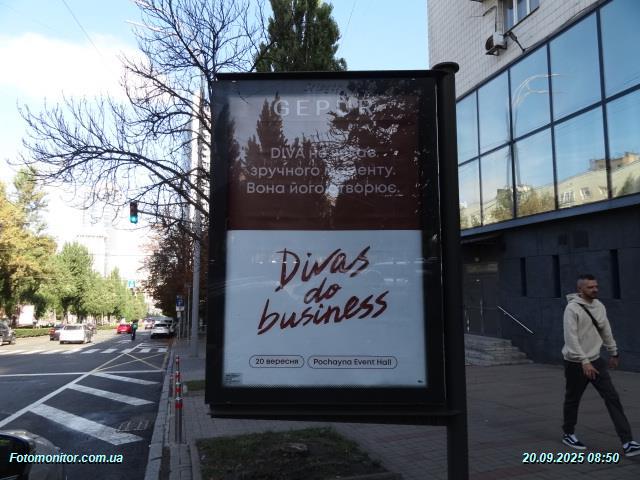 GEPUR
DIVA не чекає
зручного моменту.
Вона його створює.
Divas
do
business
20 вересня
Pochayna Event Hall
Fotomonitor.com.ua
20.09.2025 08:50